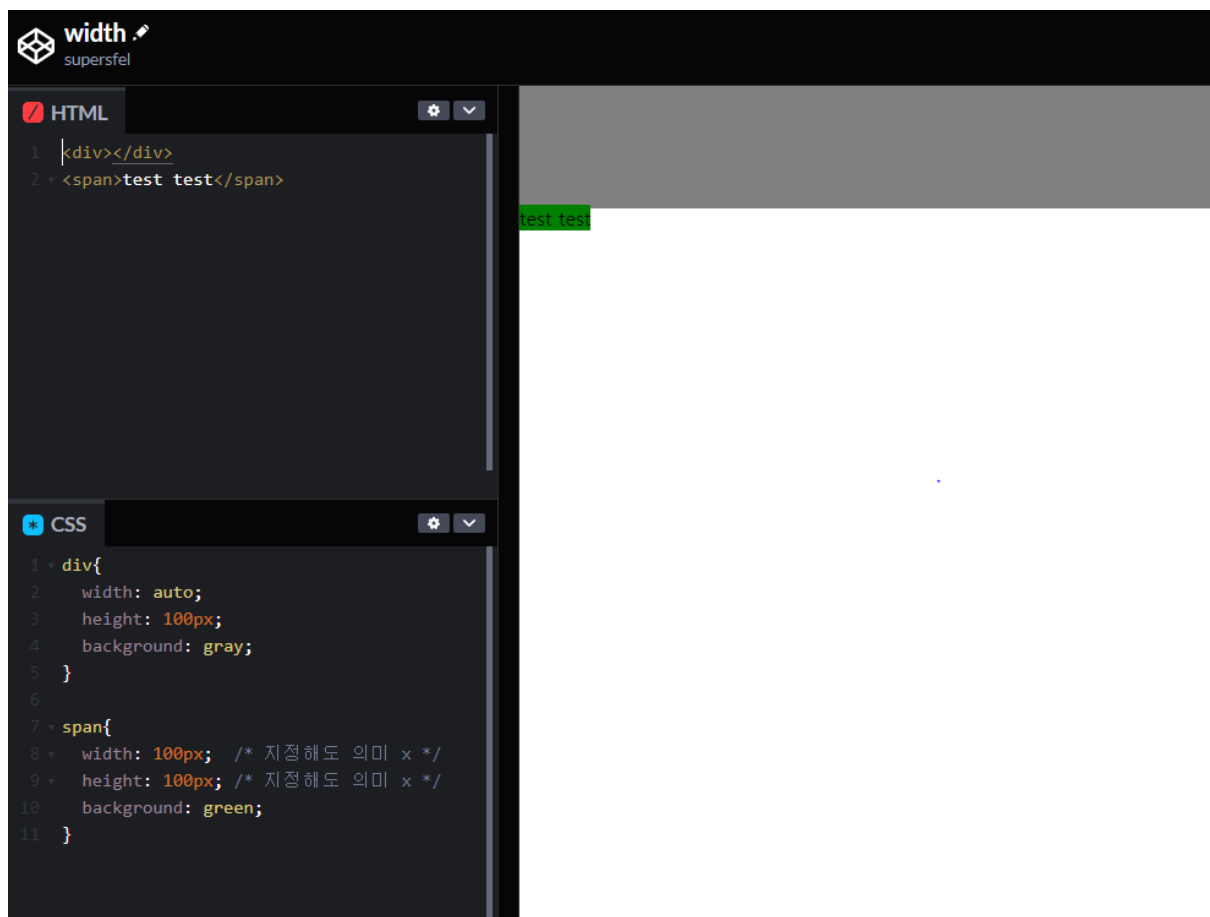 width
supersfel
HTML
1 <div></div>
2 <span>test test</span>
test test
CSS
1 div{
2 width: auto;
3 height: 100px;
4 background: gray;
5 }
6
7 span{
8 width: 100px; /* 지정해도 의미 x */
9 height: 100px; /* 지정해도 의미 x */
10 background: green;
11 }